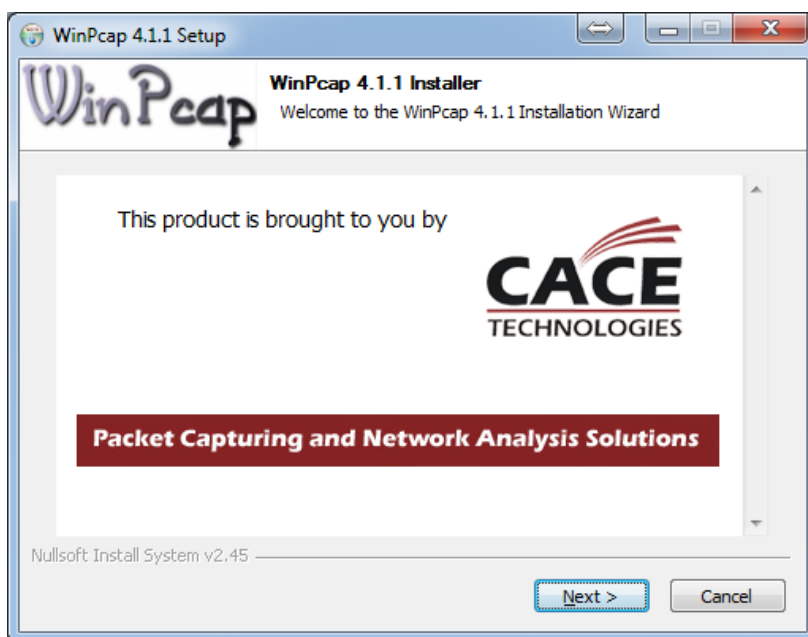 WinPcap 4.1.1 Setup
WinPcap
WinPcap 4.1.1 Installer
Welcome to the WinPcap 4.1.1 Installation Wizard
This product is brought to you by
CACE
TECHNOLOGIES
Packet Capturing and Network Analysis Solutions
Nullsoft Install System v2.45
Next >
Cancel